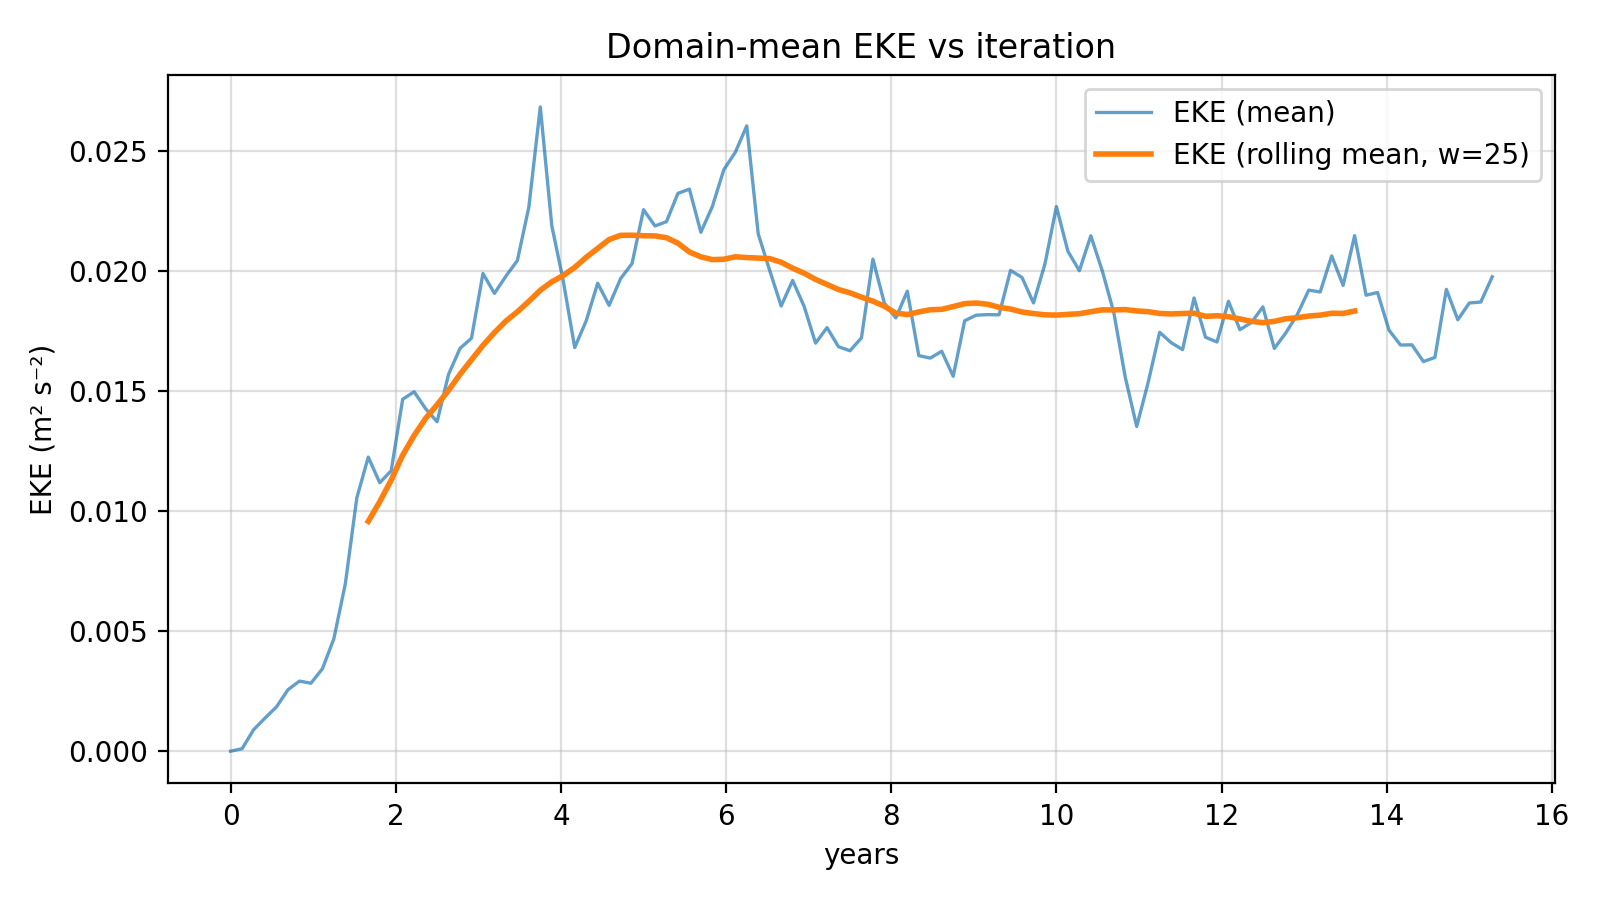 Domain-mean EKE vs iteration
EKE (mean)
EKE (rolling mean, w=25)
EKE (m² s⁻²)
0.025
0.020
0.015
0.010
0.005
0.000
0 2 4 6 8 10 12 14 16
years